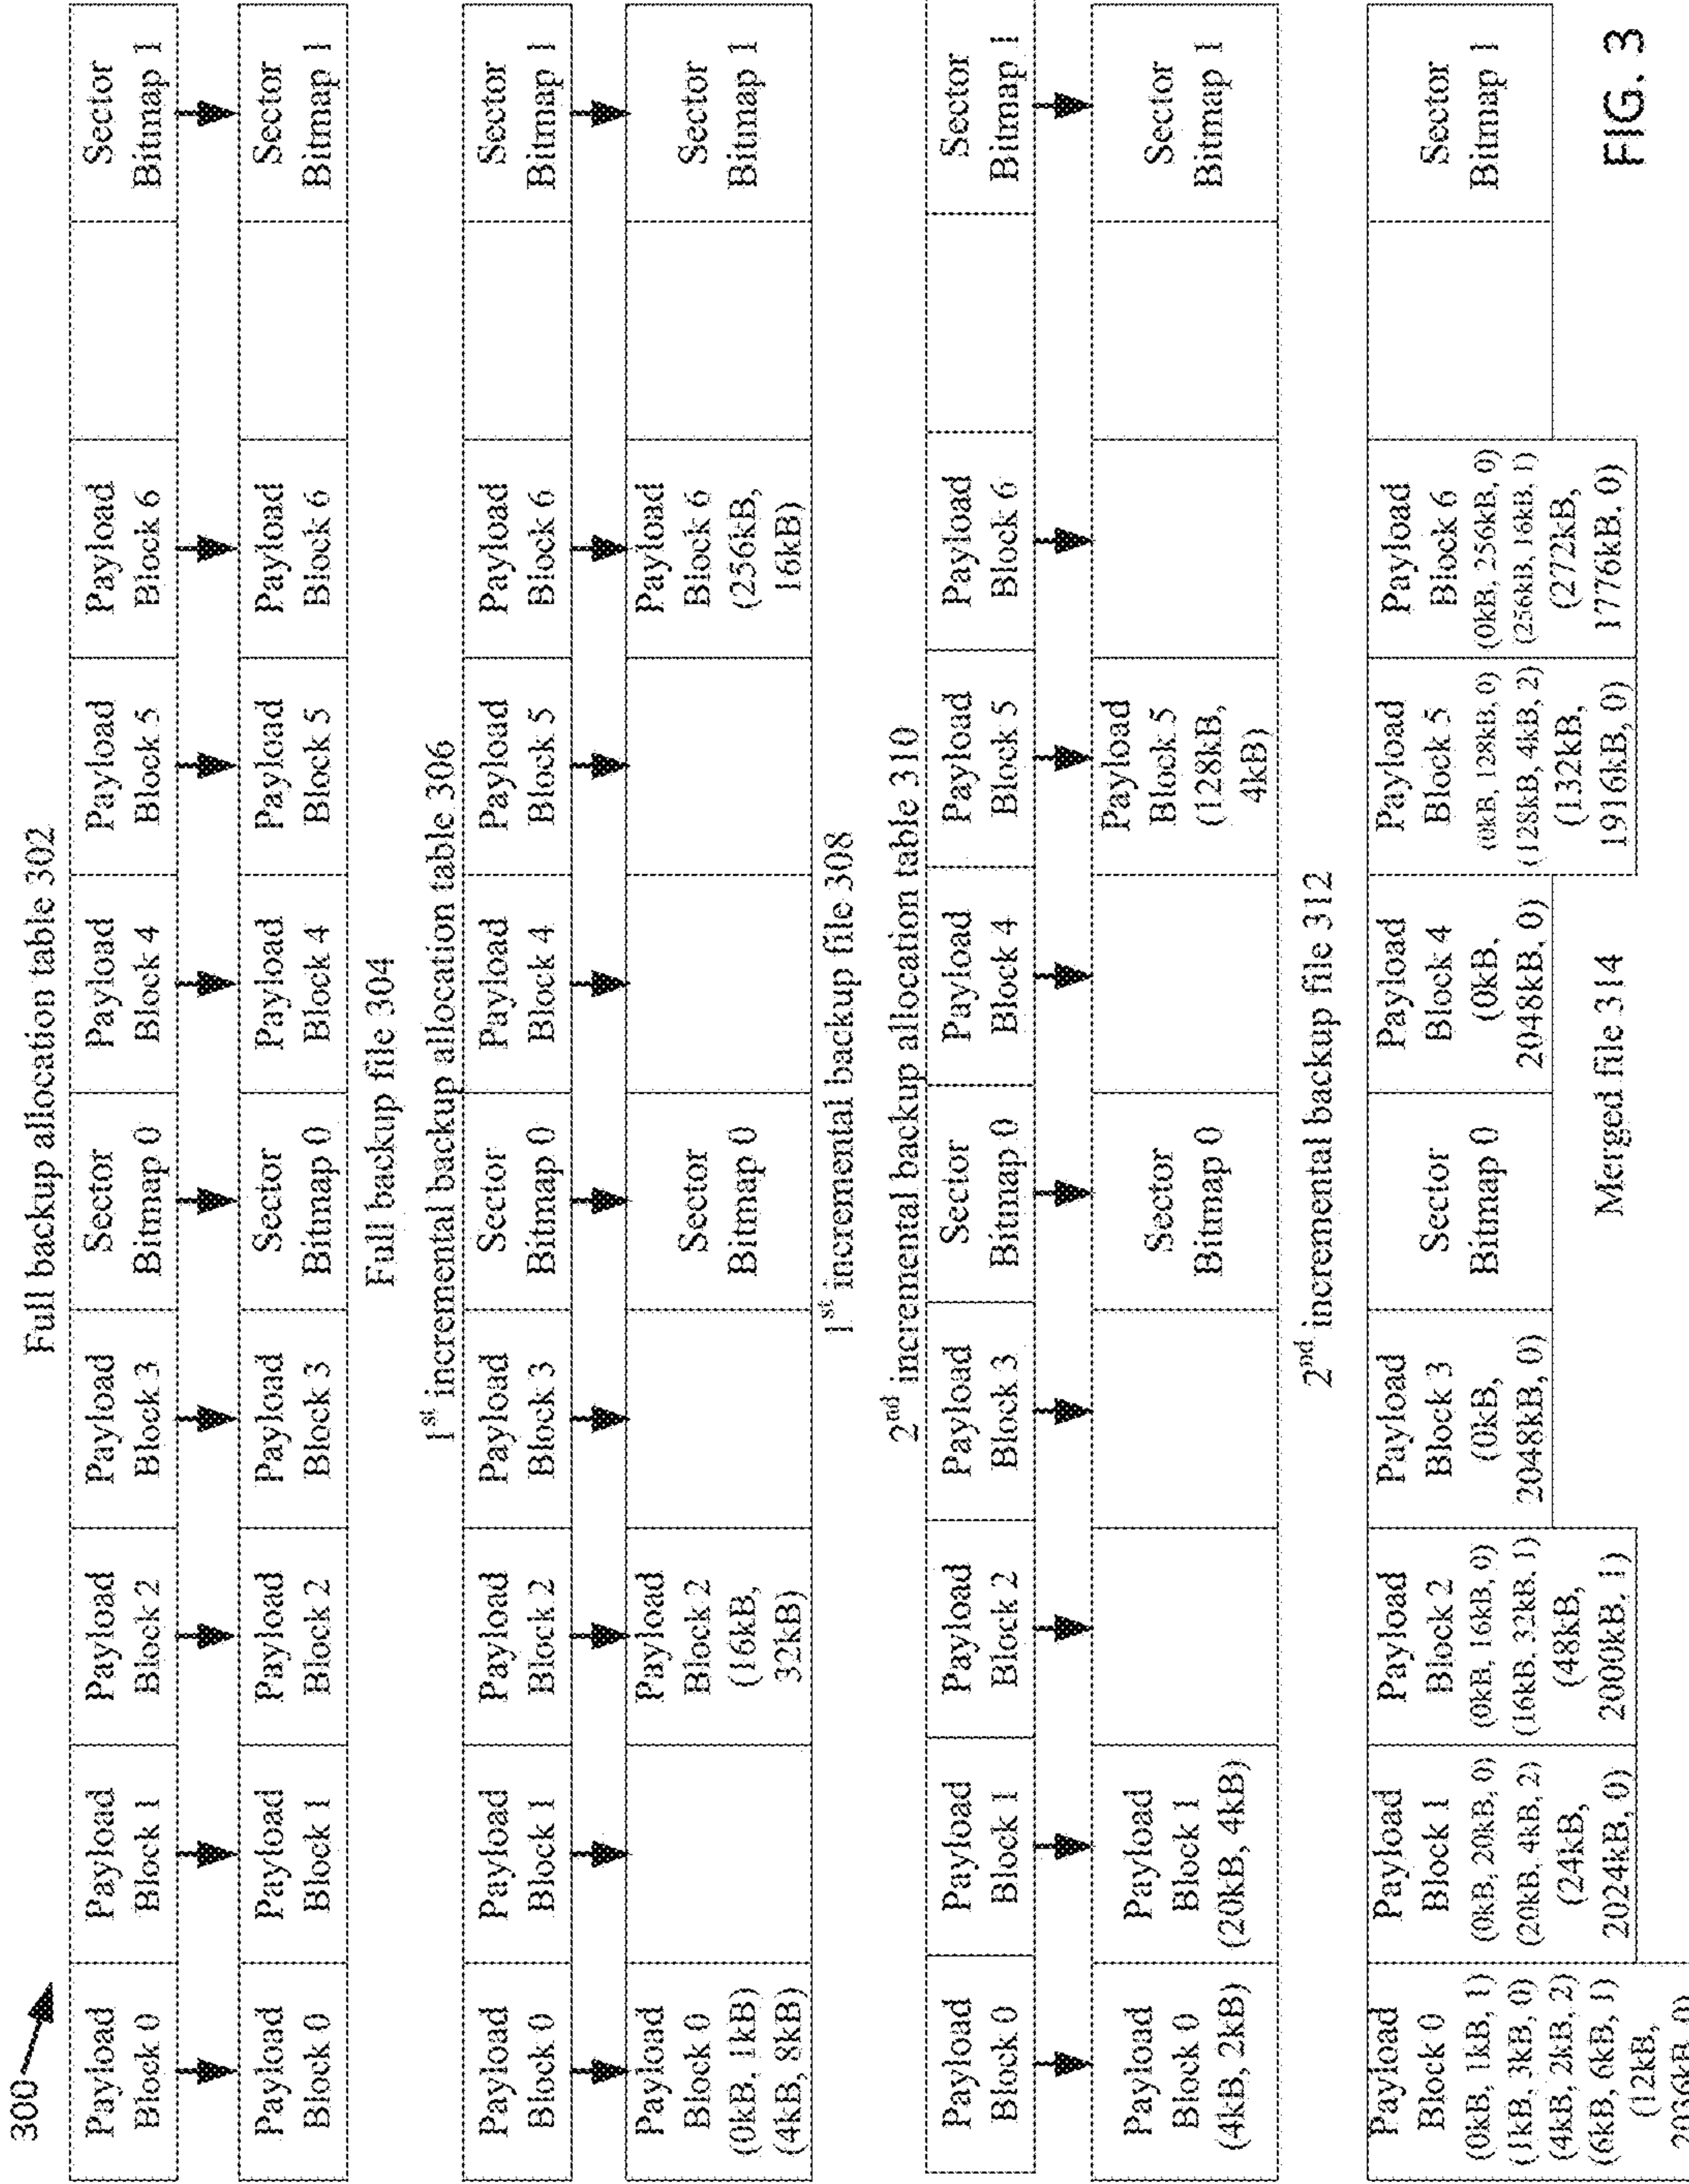 300
Full backup allocation table 302
Payload Block 0
Payload Block 1
Payload Block 2
Payload Block 3
Sector Bitmap 0
Payload Block 4
Payload Block 5
Payload Block 6
Sector Bitmap 1
Payload Block 0
Payload Block 1
Payload Block 2
Payload Block 3
Sector Bitmap 0
Payload Block 4
Payload Block 5
Payload Block 6
Sector Bitmap 1
Full backup file 304
1st incremental backup allocation table 306
Payload Block 0
Payload Block 1
Payload Block 2
Payload Block 3
Sector Bitmap 0
Payload Block 4
Payload Block 5
Payload Block 6
Sector Bitmap 1
Payload Block 0 (0kB, 1kB) (4kB, 8kB)
Payload Block 2 (16kB, 32kB)
Sector Bitmap 0
Payload Block 6 (256kB, 16kB)
Sector Bitmap 1
1st incremental backup file 308
2nd incremental backup allocation table 310
Payload Block 0
Payload Block 1
Payload Block 2
Payload Block 3
Sector Bitmap 0
Payload Block 4
Payload Block 5
Payload Block 6
Sector Bitmap 1
Payload Block 0 (4kB, 2kB)
Payload Block 1 (20kB, 4kB)
Sector Bitmap 0
Payload Block 5 (128kB, 4kB)
Sector Bitmap 1
2nd incremental backup file 312
Payload Block 0 (0kB, 1kB, 1) (1kB, 3kB, 0) (4kB, 2kB, 2) (6kB, 6kB, 1) (12kB, 2036kB, 0)
Payload Block 1 (0kB, 20kB, 0) (20kB, 4kB, 2) (24kB, 2024kB, 0)
Payload Block 2 (0kB, 16kB, 0) (16kB, 32kB, 1) (48kB, 2000kB, 1)
Payload Block 3 (0kB, 2048kB, 0)
Sector Bitmap 0
Payload Block 4 (0kB, 2048kB, 0)
Payload Block 5 (0kB, 128kB, 0) (128kB, 4kB, 2) (132kB, 1916kB, 0)
Payload Block 6 (0kB, 256kB, 0) (256kB, 16kB, 1) (272kB, 1776kB, 0)
Sector Bitmap 1
Merged file 314
FIG. 3